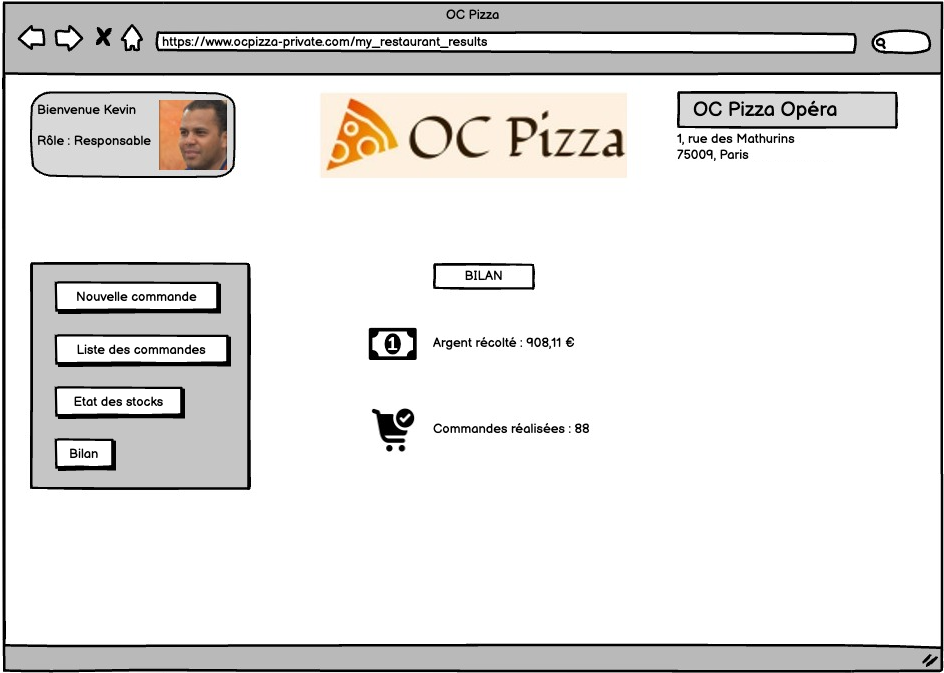 OC Pizza
https://www.ocpizza-private.com/my_restaurant_results
Bienvenue Kevin
Rôle : Responsable
OC Pizza
OC Pizza Opéra
1, rue des Mathurins
75009, Paris
Nouvelle commande
Liste des commandes
Etat des stocks
Bilan
BILAN
1
Argent récolté : 908,11 €
Commandes réalisées : 88